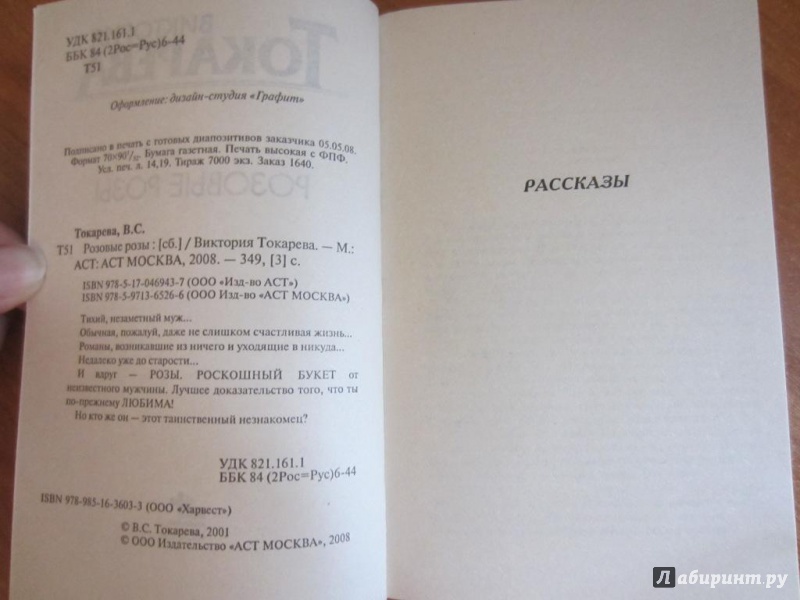 УДК 821.161.1
ББК 84 (2Рос=Рус)6-44
Т51
Оформление: дизайн-студия «Графит»
Подписано в печать с готовых диапозитивов заказчика 05.05.08.
Формат 70×90¹/₃₂. Бумага газетная. Печать высокая с ФПФ.
Усл. печ. л. 14,19. Тираж 7000 экз. Заказ 1640.
Токарева, В.С.
Т51 Розовые розы : [сб.] / Виктория Токарева. — М.:
АСТ: АСТ МОСКВА, 2008. — 349, [3] с.
ISBN 978-5-17-046943-7 (ООО «Изд-во АСТ»)
ISBN 978-5-9713-6526-6 (ООО Изд-во «АСТ МОСКВА»)
Тихий, незаметный муж...
Обычная, пожалуй, даже не слишком счастливая жизнь...
Романы, возникавшие из ничего и уходящие в никуда...
Недалеко уже до старости...
И вдруг — РОЗЫ. РОСКОШНЫЙ БУКЕТ от
неизвестного мужчины. Лучшее доказательство того, что ты
по-прежнему ЛЮБИМА!
Но кто же он — этот таинственный незнакомец?
УДК 821.161.1
ББК 84 (2Рос=Рус)6-44
ISBN 978-985-16-3603-3 (ООО «Харвест»)
© В.С. Токарева, 2001
© ООО Издательство «АСТ МОСКВА», 2008
РАССКАЗЫ
Лабиринт.ру